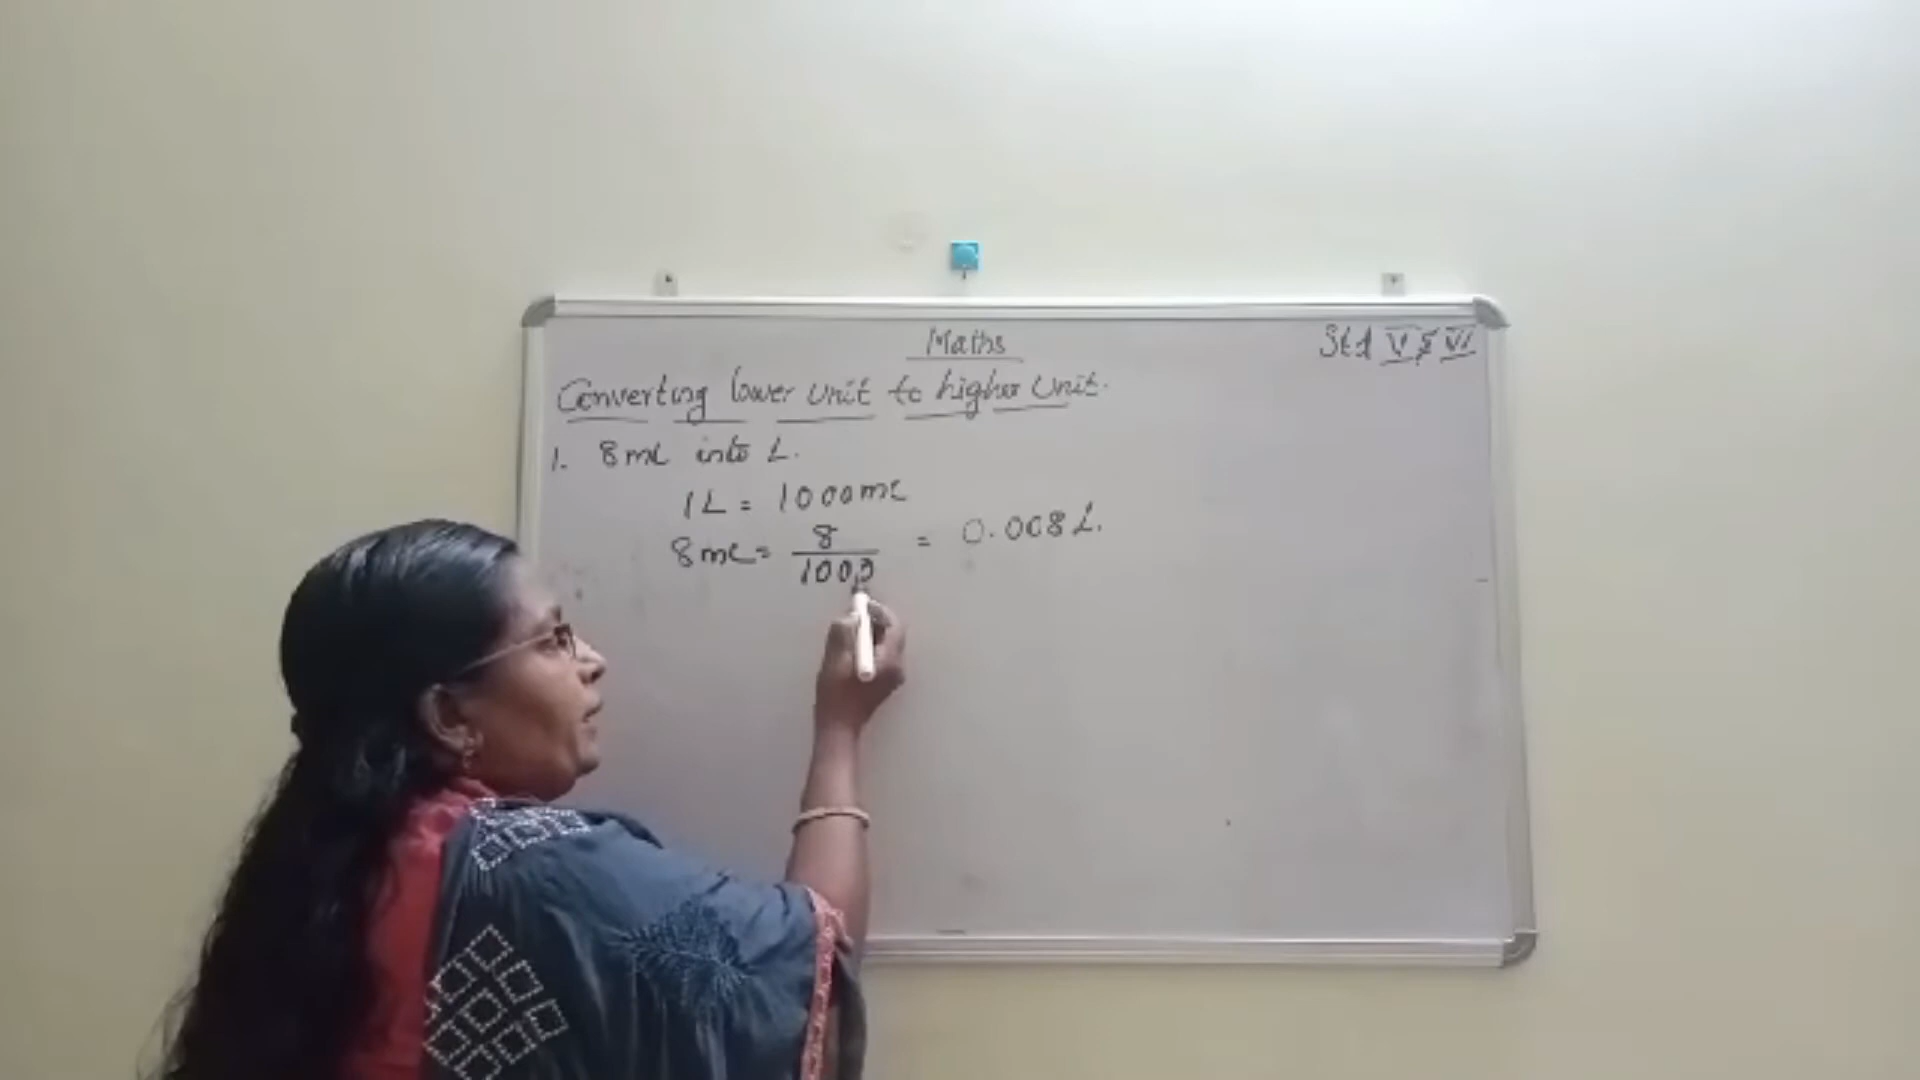 Maths
Std V & VI
Converting lower unit to higher unit.
1. 8ml into L.
1L = 1000ml
8ml = 8/1000 = 0.008L.